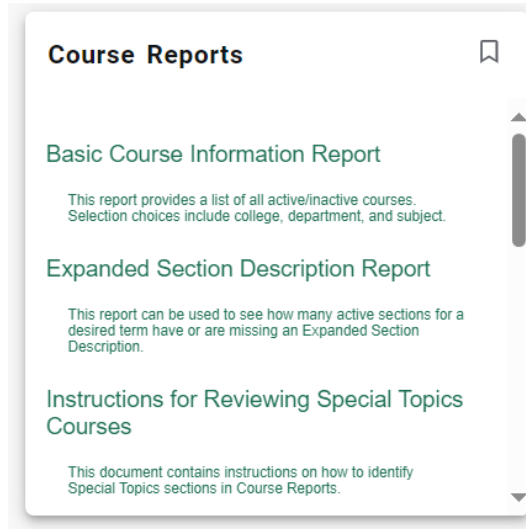 Course Reports
Basic Course Information Report
This report provides a list of all active/inactive courses.
Selection choices include college, department, and subject.
Expanded Section Description Report
This report can be used to see how many active sections for a
desired term have or are missing an Expanded Section
Description.
Instructions for Reviewing Special Topics
Courses
This document contains instructions on how to identify
Special Topics sections in Course Reports.